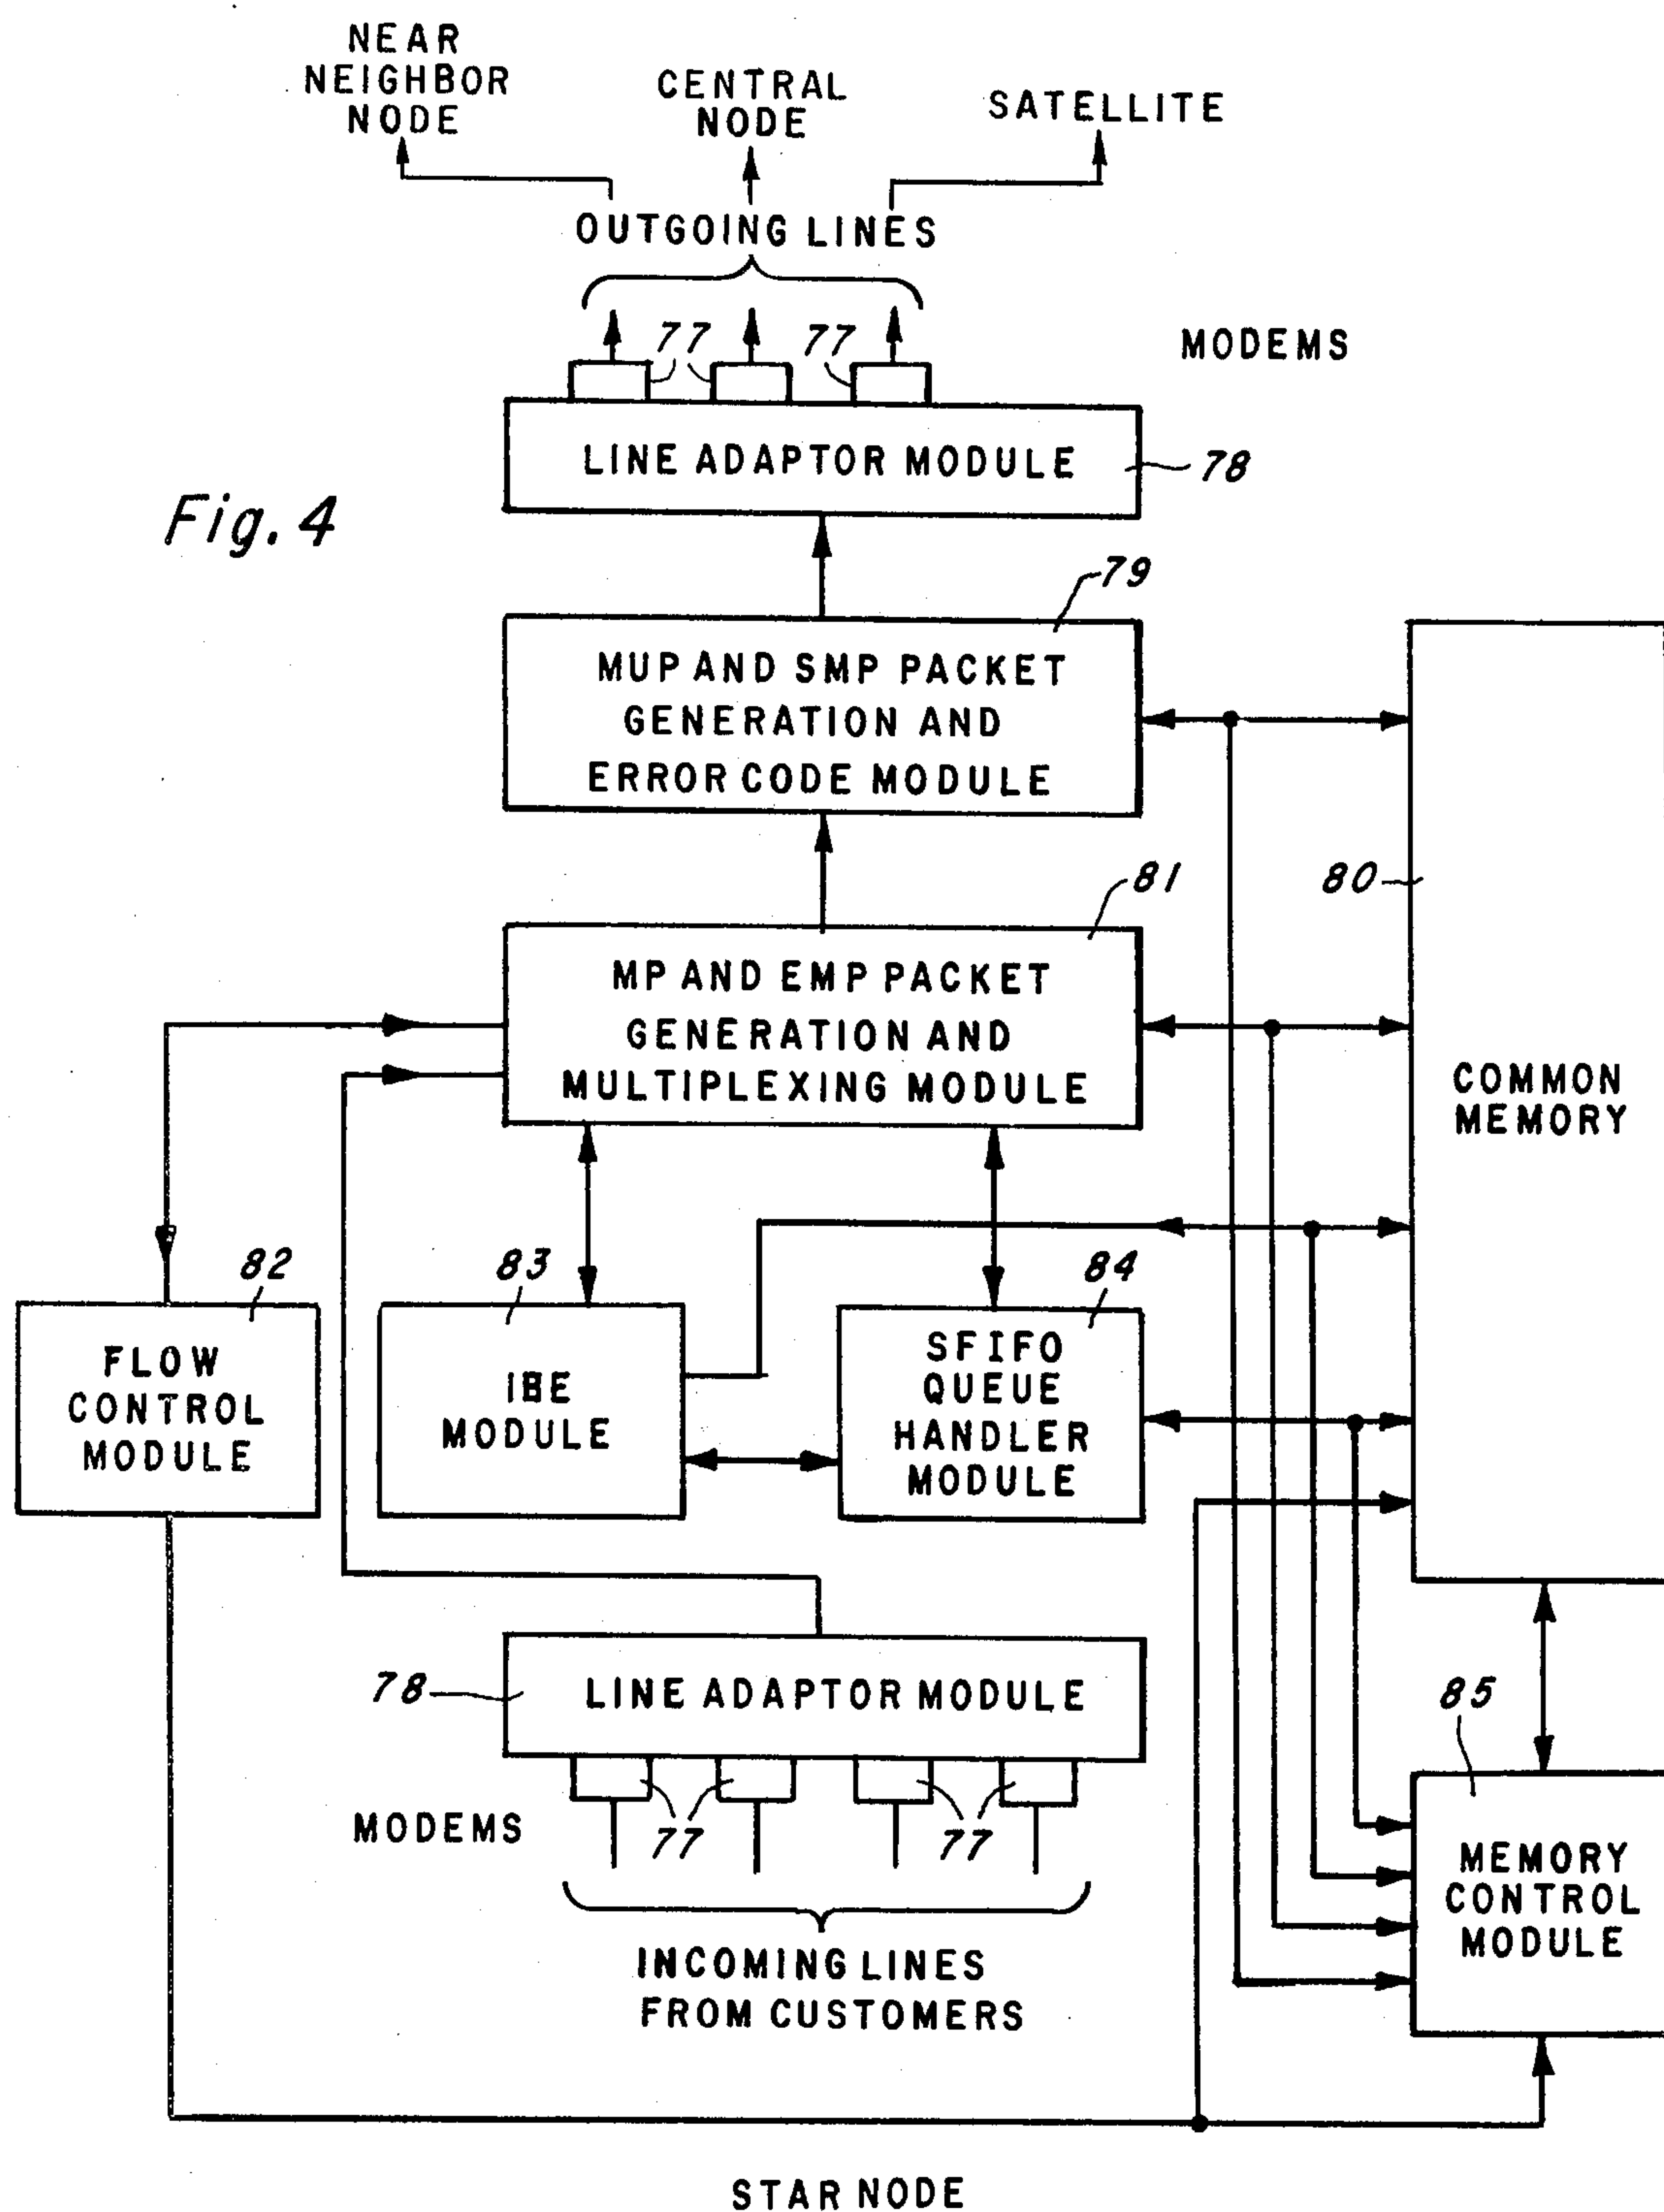 NEAR
NEIGHBOR
NODE
CENTRAL
NODE
SATELLITE
OUTGOING LINES
77
77
MODEMS
LINE ADAPTOR MODULE
78
Fig. 4
79
MUP AND SMP PACKET
GENERATION AND
ERROR CODE MODULE
81
80
MP AND EMP PACKET
GENERATION AND
MULTIPLEXING MODULE
COMMON
MEMORY
82
83
84
FLOW
CONTROL
MODULE
IBE
MODULE
SFIFO
QUEUE
HANDLER
MODULE
78
LINE ADAPTOR MODULE
85
MODEMS
77
77
MEMORY
CONTROL
MODULE
INCOMING LINES
FROM CUSTOMERS
STAR NODE